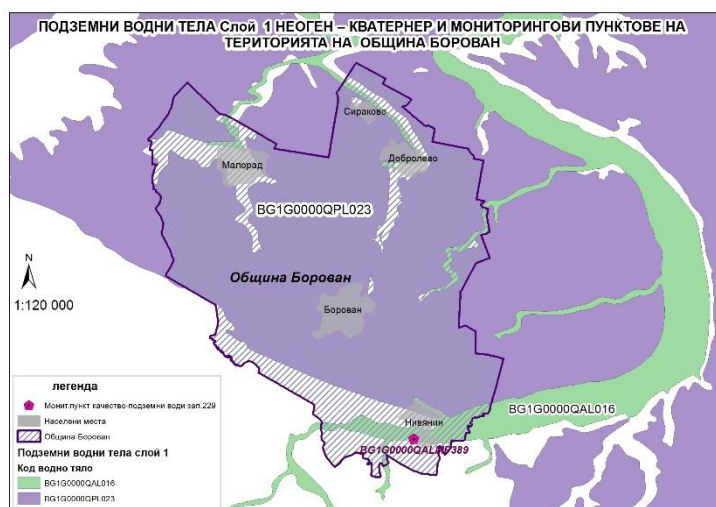 ПОДЗЕМНИ ВОДНИ ТЕЛА Слой 1 НЕОГЕН – КВАТЕРНЕР И МОНИТОРИНГОВИ ПУНКТОВЕ НА
ТЕРИТОРИЯТА НА ОБЩИНА БОРОВАН
Сираково
Малорад
Добролево
BG1G0000QPL023
N
1:120 000
Община Борован
Борован
BG1G0000QAL016
Нивянин
легенда
Монит.пункт качество-подземни води зап.229
Населени места
Община Борован
Подземни водни тела слой 1
Код водно тяло
BG1G0000QAL016
BG1G0000QPL023